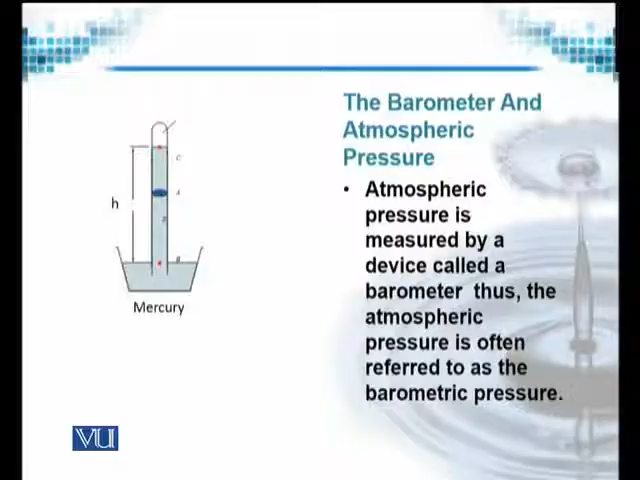 The Barometer And
Atmospheric
Pressure
• Atmospheric
pressure is
measured by a
device called a
barometer thus, the
atmospheric
pressure is often
referred to as the
barometric pressure.
h
Mercury
VU